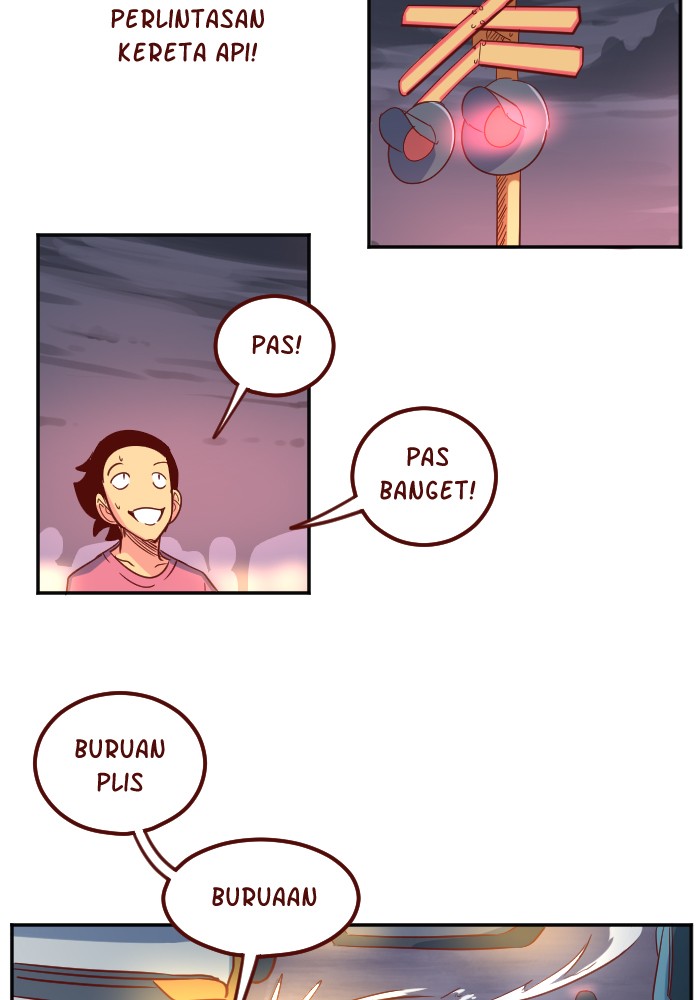 PERLINTASAN
KERETA API!
PAS!
PAS
BANGET!
BURUAN
PLIS
BURUAAN